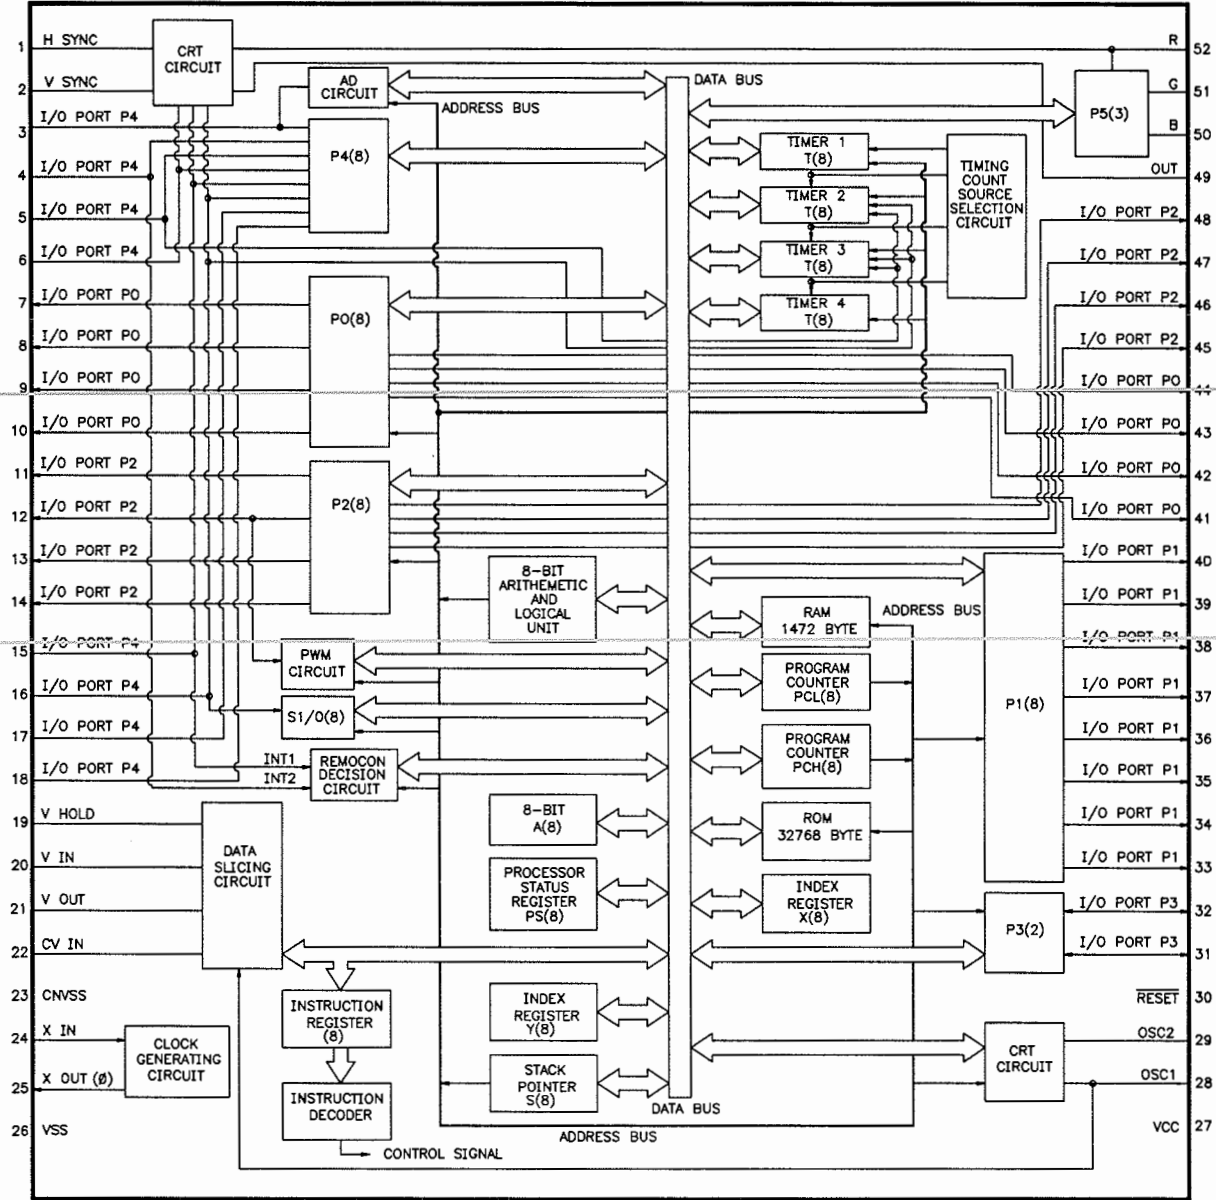 1 H SYNC
2 V SYNC
3 I/O PORT P4
4 I/O PORT P4
5 I/O PORT P4
6 I/O PORT P4
7 I/O PORT PO
8 I/O PORT PO
9 I/O PORT PO
10 I/O PORT PO
11 I/O PORT P2
12 I/O PORT P2
13 I/O PORT P2
14 I/O PORT P2
15 I/O PORT P4
16 I/O PORT P4
17 I/O PORT P4
18 I/O PORT P4
19 V HOLD
20 V IN
21 V OUT
22 CV IN
23 CNVSS
24 X IN
25 X OUT (Ø)
26 VSS
CRT
CIRCUIT
AD
CIRCUIT
ADDRESS BUS
P4(8)
PO(8)
P2(8)
PWM
CIRCUIT
S1/O(8)
INT1
INT2
REMOCON
DECISION
CIRCUIT
DATA
SLICING
CIRCUIT
CLOCK
GENERATING
CIRCUIT
INSTRUCTION
REGISTER
(8)
INSTRUCTION
DECODER
CONTROL SIGNAL
8-BIT
ARITHEMETIC
AND
LOGICAL
UNIT
8-BIT
A(8)
PROCESSOR
STATUS
REGISTER
PS(8)
INDEX
REGISTER
Y(8)
STACK
POINTER
S(8)
DATA BUS
ADDRESS BUS
DATA BUS
TIMER 1
T(8)
TIMER 2
T(8)
TIMER 3
T(8)
TIMER 4
T(8)
TIMING
COUNT
SOURCE
SELECTION
CIRCUIT
RAM
1472 BYTE
ADDRESS BUS
PROGRAM
COUNTER
PCL(8)
PROGRAM
COUNTER
PCH(8)
ROM
32768 BYTE
INDEX
REGISTER
X(8)
P5(3)
P1(8)
P3(2)
CRT
CIRCUIT
R 52
G 51
B 50
OUT 49
I/O PORT P2 48
I/O PORT P2 47
I/O PORT P2 46
I/O PORT P2 45
I/O PORT PO 44
I/O PORT PO 43
I/O PORT PO 42
I/O PORT PO 41
I/O PORT P1 40
I/O PORT P1 39
I/O PORT P1 38
I/O PORT P1 37
I/O PORT P1 36
I/O PORT P1 35
I/O PORT P1 34
I/O PORT P1 33
I/O PORT P3 32
I/O PORT P3 31
RESET 30
OSC2 29
OSC1 28
VCC 27